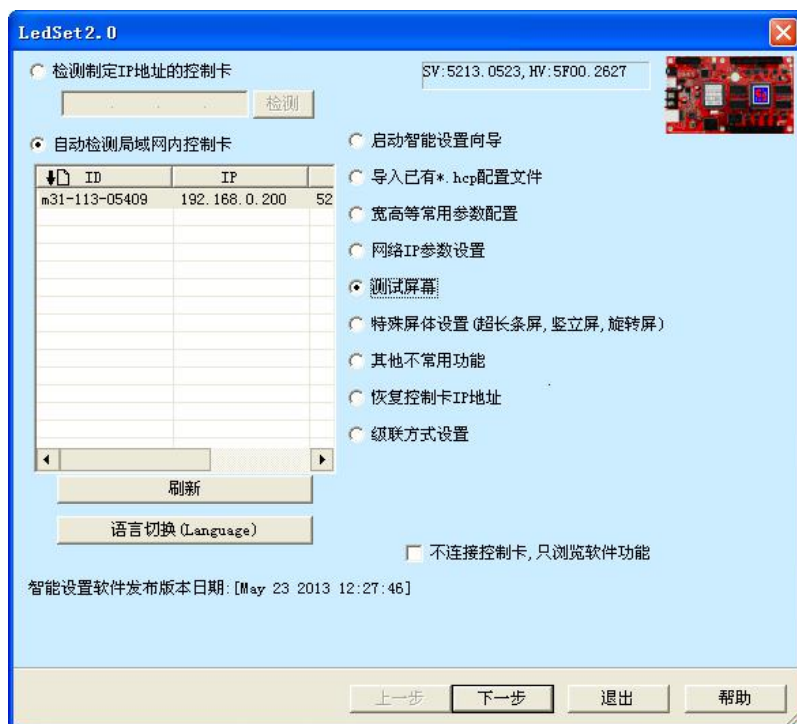 LedSet2.0
检测制定IP地址的控制卡
检测
SV:5213.0523, HV:5F00.2627
自动检测局域网内控制卡
ID IP
m31-113-05409 192.168.0.200 52
启动智能设置向导
导入已有*.hcp配置文件
宽高等常用参数配置
网络IP参数设置
测试屏幕
特殊屏体设置(超长条屏,竖立屏,旋转屏)
其他不常用功能
恢复控制卡IP地址
级联方式设置
刷新
语言切换(Language)
不连接控制卡,只浏览软件功能
智能设置软件发布版本日期:[May 23 2013 12:27:46]
上一步 下一步 退出 帮助